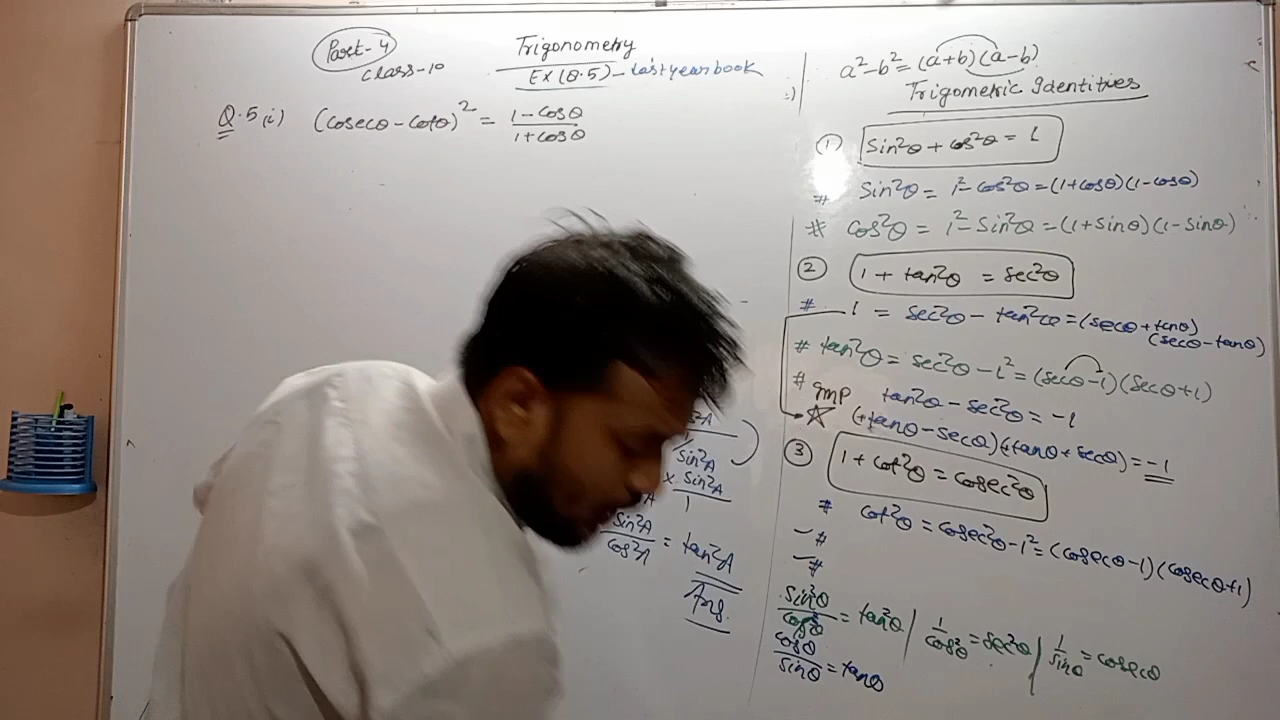 Part-4
Class-10
Trigonometry
EX (8.5) - Last year book
Q.5 (i) (cosecθ - cotθ)² = (1 - cosθ)/(1 + cosθ)
sin²A
× sin²A/1
sin²A/cos²A = tan²A
Ans.
a² - b² = (a+b)(a-b)
Trigometric Identities
① sin²θ + cos²θ = 1
# sin²θ = 1² - cos²θ = (1+cosθ)(1-cosθ)
# cos²θ = 1² - sin²θ = (1+sinθ)(1-sinθ)
② 1 + tan²θ = sec²θ
# 1 = sec²θ - tan²θ = (secθ + tanθ)
(secθ - tanθ)
# tan²θ = sec²θ - 1² = (secθ-1)(secθ+1)
# Imp tan²θ - sec²θ = -1
☆ (tanθ - secθ)(tanθ + secθ) = -1
③ 1 + cot²θ = cosec²θ
# cot²θ = cosec²θ - 1² = (cosecθ-1)(cosecθ+1)
#
#
sin²θ/cos²θ = tan²θ / 1/cos²θ = sec²θ / 1/sinθ = cosecθ
cosθ/sinθ = tanθ